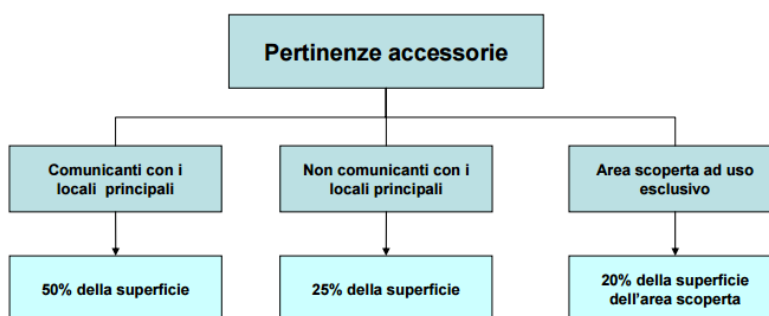 Pertinenze accessorie
Comunicanti con i
locali principali
Non comunicanti con i
locali principali
Area scoperta ad uso
esclusivo
50% della superficie
25% della superficie
20% della superficie
dell'area scoperta